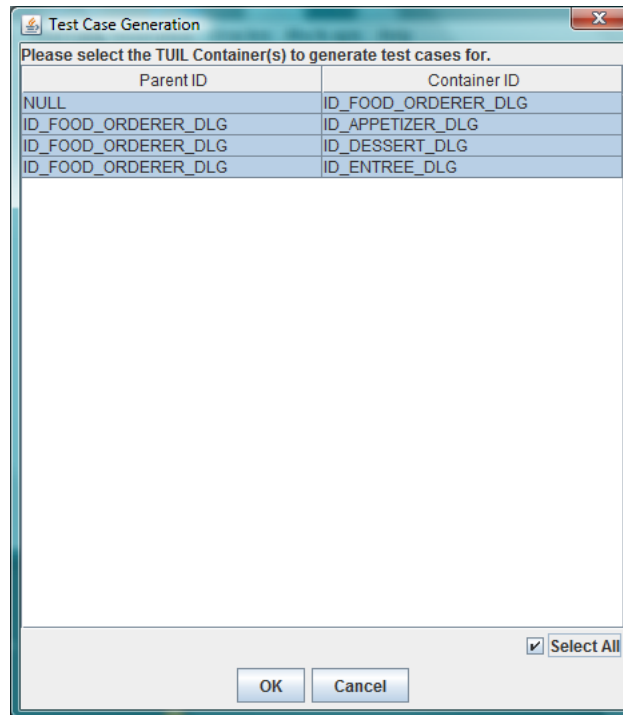 Test Case Generation
Please select the TUIL Container(s) to generate test cases for.
Parent ID Container ID
NULL ID_FOOD_ORDERER_DLG
ID_FOOD_ORDERER_DLG ID_APPETIZER_DLG
ID_FOOD_ORDERER_DLG ID_DESSERT_DLG
ID_FOOD_ORDERER_DLG ID_ENTREE_DLG
Select All
OK Cancel